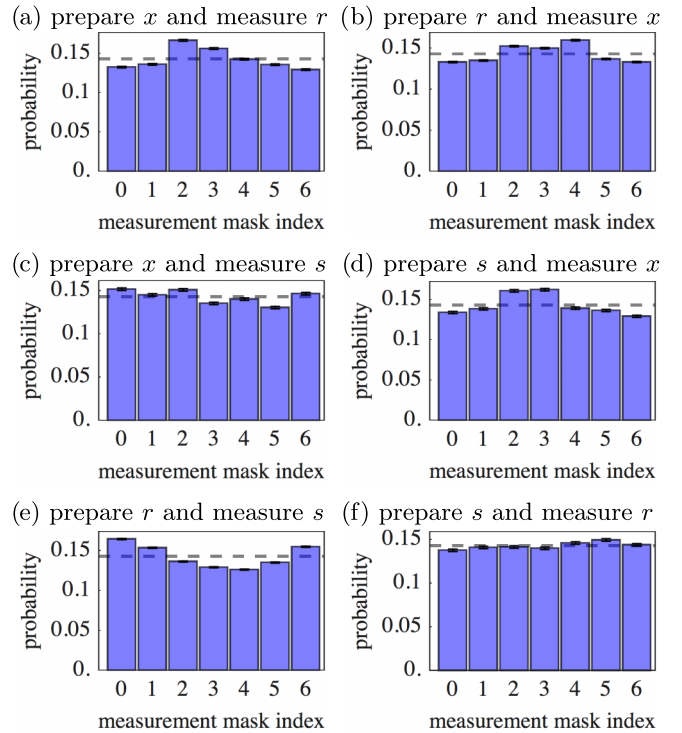 (a) prepare x and measure r
probability
0.15
0.1
0.05
0.
0 1 2 3 4 5 6
measurement mask index
(b) prepare r and measure x
probability
0.15
0.1
0.05
0.
0 1 2 3 4 5 6
measurement mask index
(c) prepare x and measure s
probability
0.15
0.1
0.05
0.
0 1 2 3 4 5 6
measurement mask index
(d) prepare s and measure x
probability
0.15
0.1
0.05
0.
0 1 2 3 4 5 6
measurement mask index
(e) prepare r and measure s
probability
0.15
0.1
0.05
0.
0 1 2 3 4 5 6
measurement mask index
(f) prepare s and measure r
probability
0.15
0.1
0.05
0.
0 1 2 3 4 5 6
measurement mask index